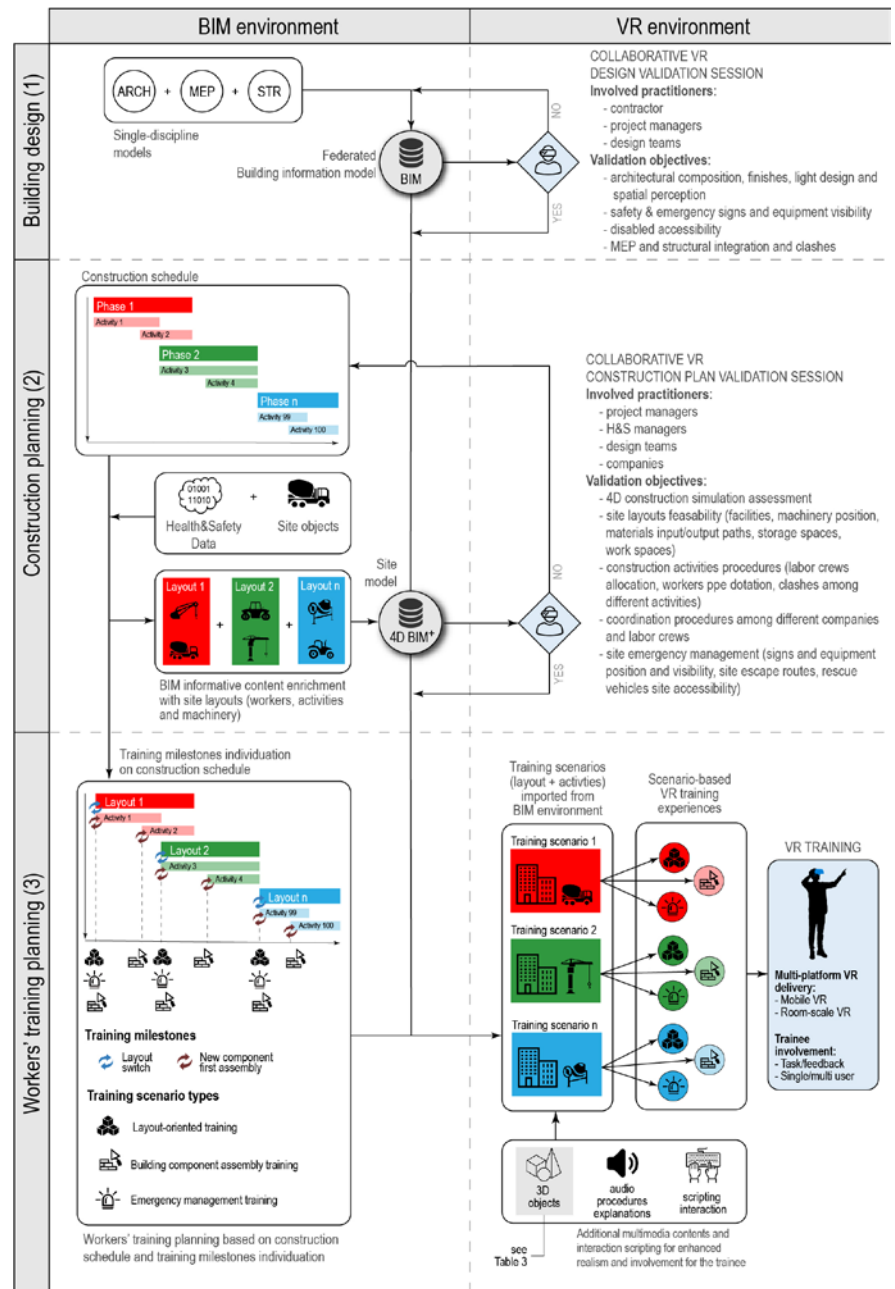 BIM environment
VR environment
Building design (1)
ARCH + MEP + STR
Single-discipline
models
Federated
Building information model
BIM
NO
YES
COLLABORATIVE VR
DESIGN VALIDATION SESSION
Involved practitioners:
- contractor
- project managers
- design teams
Validation objectives:
- architectural composition, finishes, light design and
spatial perception
- safety & emergency signs and equipment visibility
- disabled accessibility
- MEP and structural integration and clashes
Construction planning (2)
Construction schedule
Phase 1
Activity 1
Activity 2
Phase 2
Activity 3
Activity 4
Phase n
Activity 99
Activity 100
01001
11010
+
Health&Safety
Data
Site objects
Layout 1
+
Layout 2
+
Layout n
BIM informative content enrichment
with site layouts (workers, activities
and machinery)
Site
model
4D BIM+
NO
YES
COLLABORATIVE VR
CONSTRUCTION PLAN VALIDATION SESSION
Involved practitioners:
- project managers
- H&S managers
- design teams
- companies
Validation objectives:
- 4D construction simulation assessment
- site layouts feasability (facilities, machinery position,
materials input/output paths, storage spaces,
work spaces)
- construction activities procedures (labor crews
allocation, workers ppe dotation, clashes among
different activities)
- coordination procedures among different companies
and labor crews
- site emergency management (signs and equipment
position and visibility, site escape routes, rescue
vehicles site accessibility)
Workers' training planning (3)
Training milestones individuation
on construction schedule
Layout 1
Activity 1
Activity 2
Layout 2
Activity 3
Activity 4
Layout n
Activity 99
Activity 100
Training milestones
Layout
switch
New component
first assembly
Training scenario types
Layout-oriented training
Building component assembly training
Emergency management training
Workers' training planning based on construction
schedule and training milestones individuation
Training scenarios
(layout + activties)
imported from
BIM environment
Training scenario 1
Training scenario 2
Training scenario n
Scenario-based
VR training
experiences
VR TRAINING
Multi-platform VR
delivery:
- Mobile VR
- Room-scale VR
Trainee
involvement:
- Task/feedback
- Single/multi user
3D
objects
audio
procedures
explanations
scripting
interaction
see
Table 3
Additional multimedia contents and
interaction scripting for enhanced
realism and involvement for the trainee